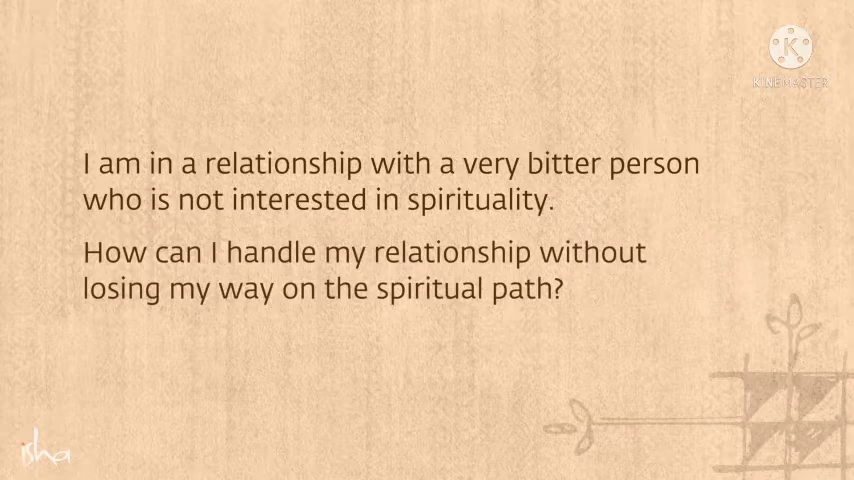 KINEMASTER
I am in a relationship with a very bitter person
who is not interested in spirituality.
How can I handle my relationship without
losing my way on the spiritual path?
isha